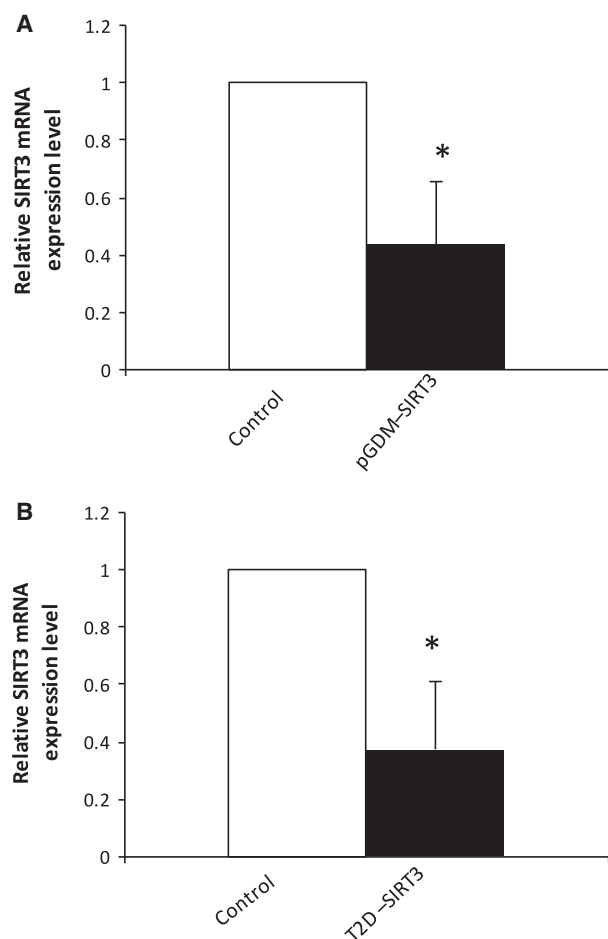 A
Relative SIRT3 mRNA
expression level
1.2
1
0.8
0.6
0.4
0.2
0
*
Control
pGDM–SIRT3
B
Relative SIRT3 mRNA
expression level
1.2
1
0.8
0.6
0.4
0.2
0
*
Control
T2D–SIRT3